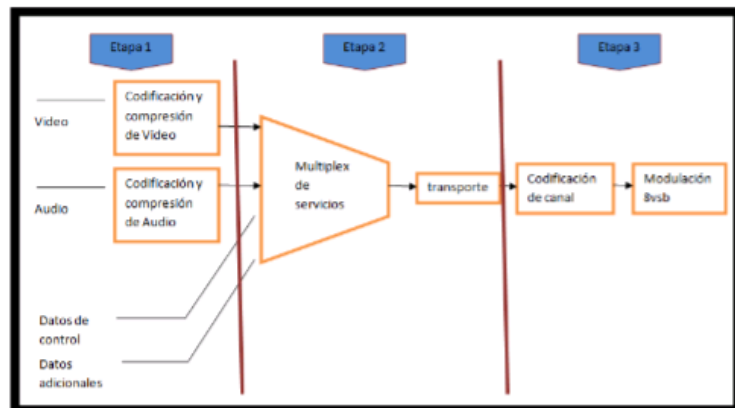 Etapa 1
Etapa 2
Etapa 3
Video
Codificación y
compresión
de Video
Audio
Codificación y
compresión
de Audio
Datos de
control
Datos
adicionales
Multiplex
de
servicios
transporte
Codificación
de canal
Modulación
8vsb